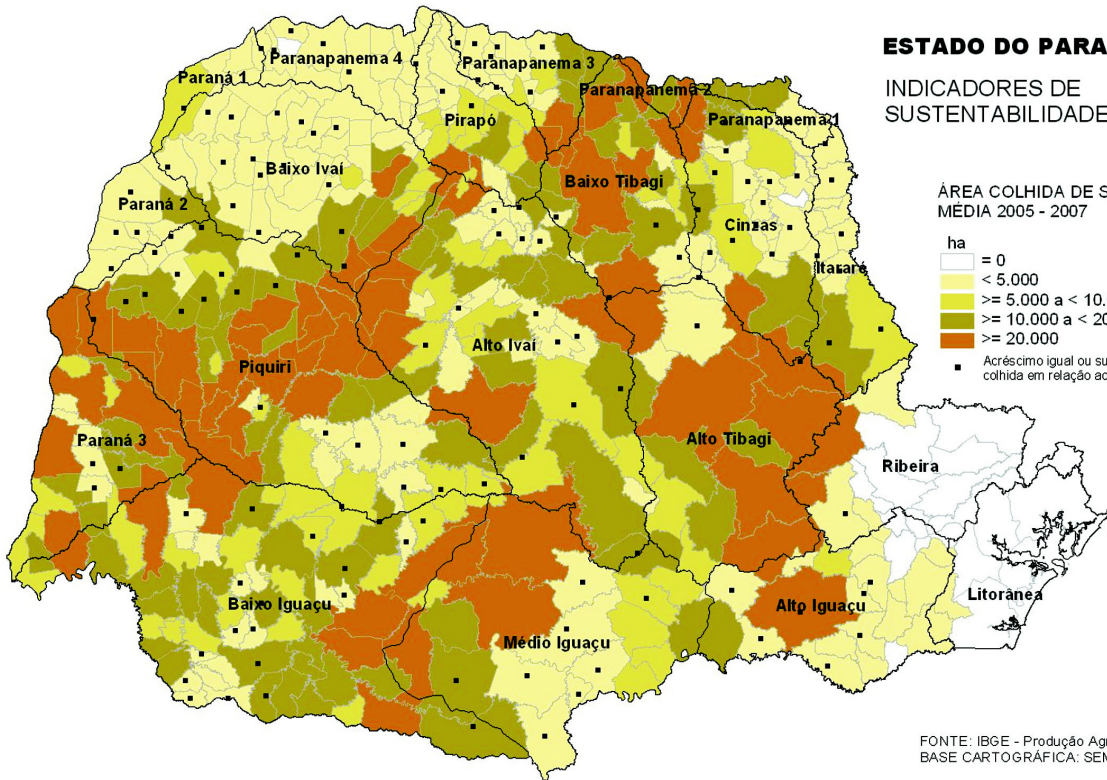 ESTADO DO PARA
INDICADORES DE
SUSTENTABILIDADE
ÁREA COLHIDA DE S
MÉDIA 2005 - 2007
ha
= 0
< 5.000
>= 5.000 a < 10.
>= 10.000 a < 20
>= 20.000
Acréscimo igual ou su
colhida em relação ao
Paranapanema 4
Paranapanema 3
Paraná 1
Paranapanema 2
Pirapó
Paranapanema 1
Baixo Ivaí
Baixo Tibagi
Paraná 2
Cinzas
Itararé
Alto Ivaí
Piquiri
Paraná 3
Alto Tibagi
Ribeira
Baixo Iguaçu
Alto Iguaçu
Litorânea
Médio Iguaçu
FONTE: IBGE - Produção Agr
BASE CARTOGRÁFICA: SEM